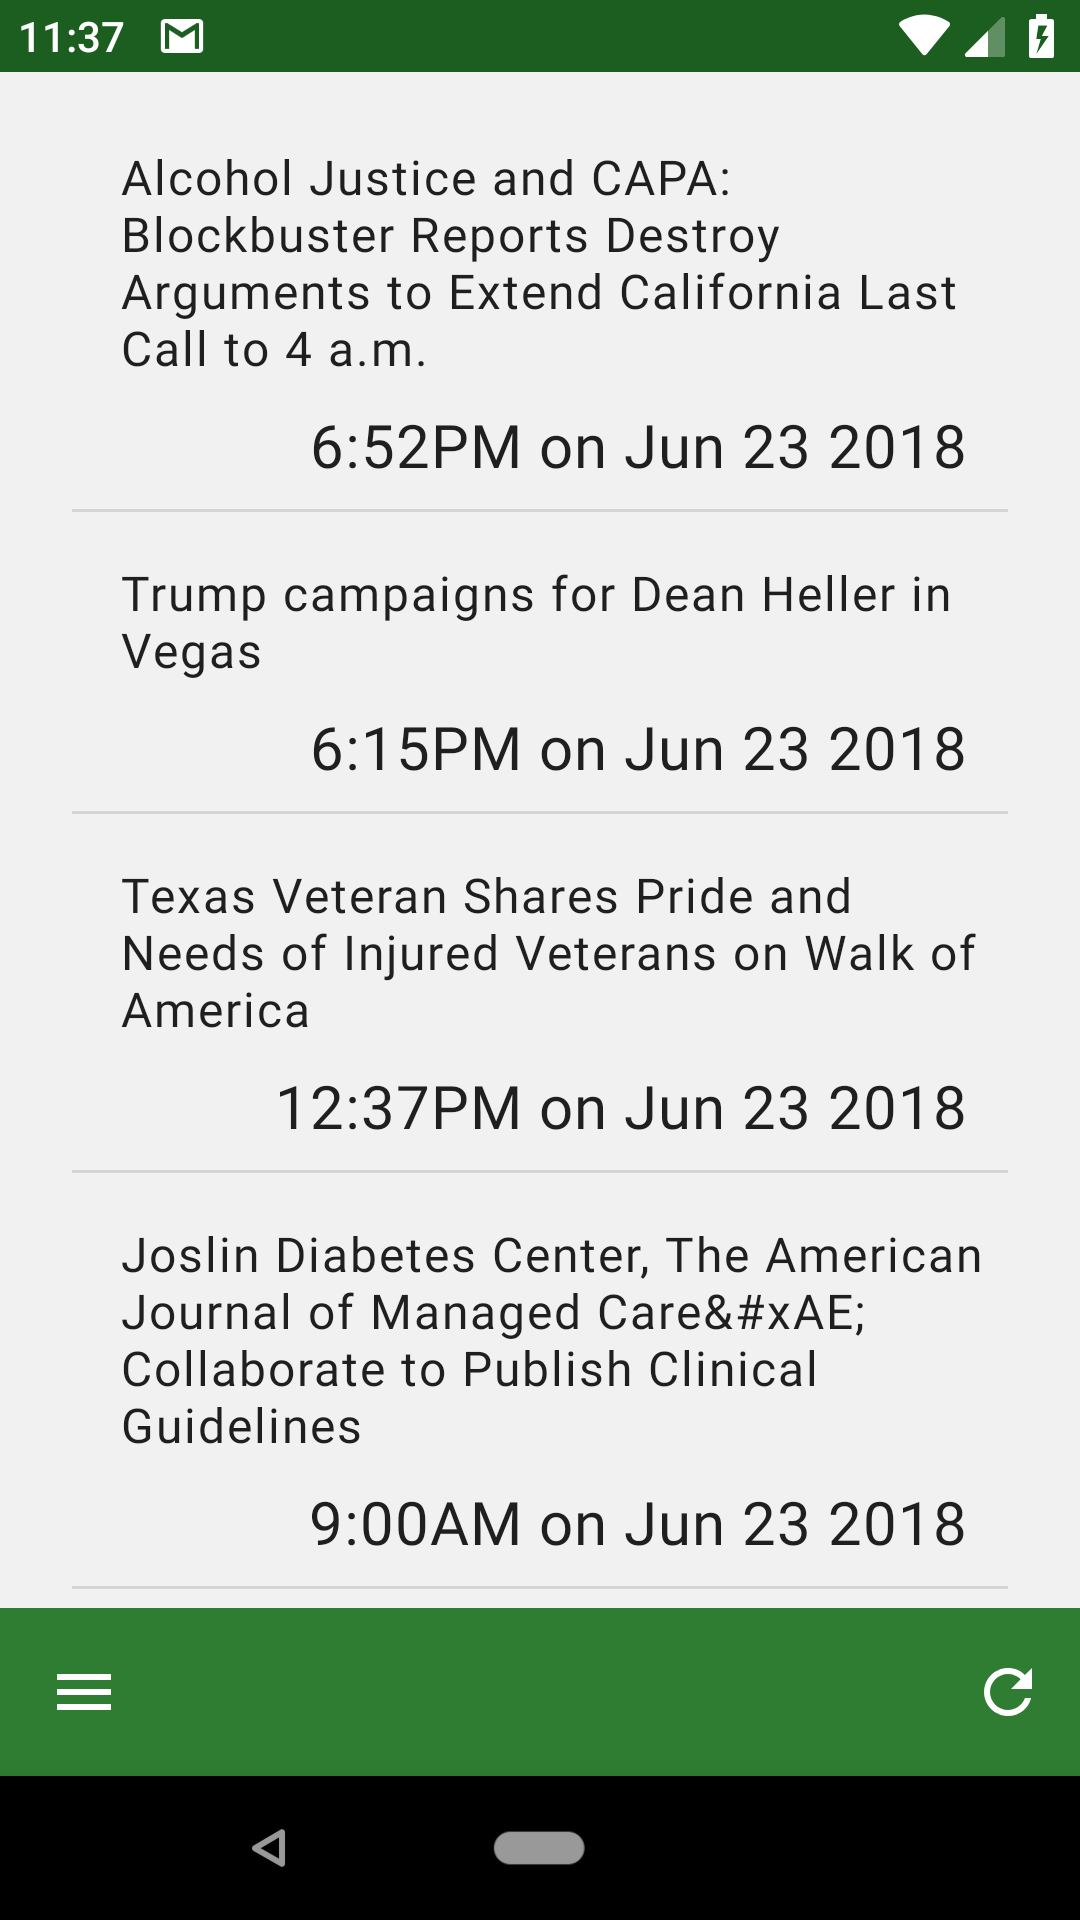 11:37
Alcohol Justice and CAPA:
Blockbuster Reports Destroy
Arguments to Extend California Last
Call to 4 a.m.
6:52PM on Jun 23 2018
Trump campaigns for Dean Heller in
Vegas
6:15PM on Jun 23 2018
Texas Veteran Shares Pride and
Needs of Injured Veterans on Walk of
America
12:37PM on Jun 23 2018
Joslin Diabetes Center, The American
Journal of Managed Care&#xAE;
Collaborate to Publish Clinical
Guidelines
9:00AM on Jun 23 2018